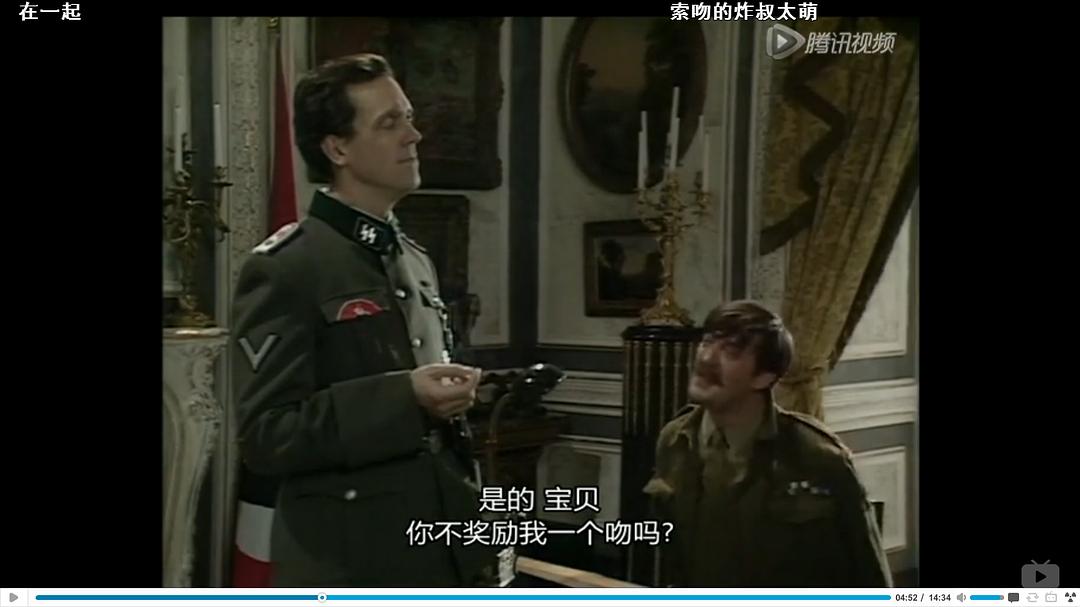 在一起
索吻的炸叔太萌
腾讯视频
是的 宝贝
你不奖励我一个吻吗?
04:52 / 14:34